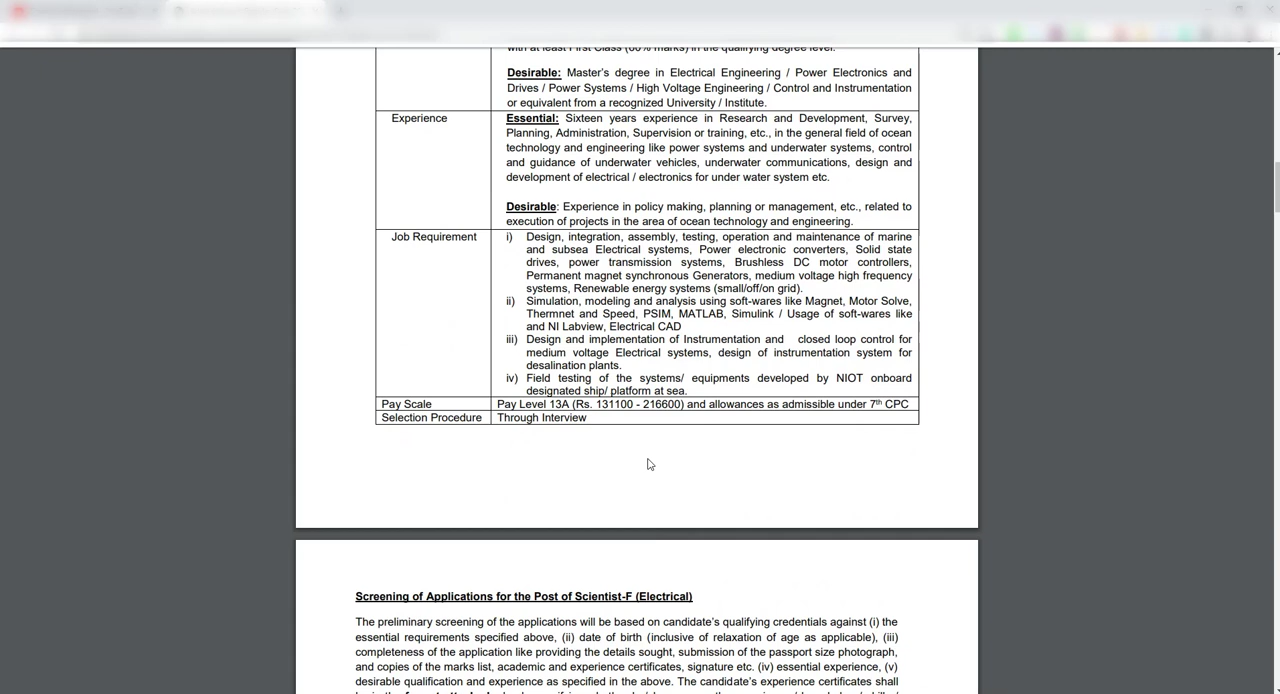 with at least First Class (60% marks) in the qualifying degree level.
Desirable: Master's degree in Electrical Engineering / Power Electronics and
Drives / Power Systems / High Voltage Engineering / Control and Instrumentation
or equivalent from a recognized University / Institute.
Experience
Essential: Sixteen years experience in Research and Development, Survey,
Planning, Administration, Supervision or training, etc., in the general field of ocean
technology and engineering like power systems and underwater systems, control
and guidance of underwater vehicles, underwater communications, design and
development of electrical / electronics for under water system etc.
Desirable: Experience in policy making, planning or management, etc., related to
execution of projects in the area of ocean technology and engineering.
Job Requirement
i) Design, integration, assembly, testing, operation and maintenance of marine
and subsea Electrical systems, Power electronic converters, Solid state
drives, power transmission systems, Brushless DC motor controllers,
Permanent magnet synchronous Generators, medium voltage high frequency
systems, Renewable energy systems (small/off/on grid).
ii) Simulation, modeling and analysis using soft-wares like Magnet, Motor Solve,
Thermnet and Speed, PSIM, MATLAB, Simulink / Usage of soft-wares like
and NI Labview, Electrical CAD
iii) Design and implementation of Instrumentation and closed loop control for
medium voltage Electrical systems, design of instrumentation system for
desalination plants.
iv) Field testing of the systems/ equipments developed by NIOT onboard
designated ship/ platform at sea.
Pay Scale
Pay Level 13A (Rs. 131100 - 216600) and allowances as admissible under 7th CPC
Selection Procedure
Through Interview
Screening of Applications for the Post of Scientist-F (Electrical)
The preliminary screening of the applications will be based on candidate's qualifying credentials against (i) the
essential requirements specified above, (ii) date of birth (inclusive of relaxation of age as applicable), (iii)
completeness of the application like providing the details sought, submission of the passport size photograph,
and copies of the marks list, academic and experience certificates, signature etc. (iv) essential experience, (v)
desirable qualification and experience as specified in the above. The candidate's experience certificates shall